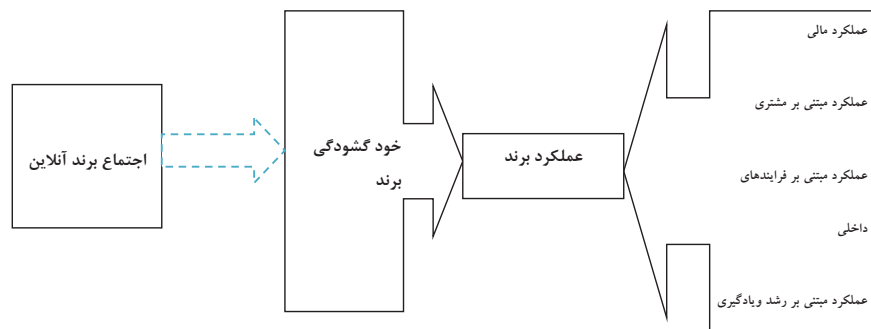 اجتماع برند آنلاین
خود گشودگی
برند
عملکرد برند
عملکرد مالی
عملکرد مبتنی بر مشتری
عملکرد مبتنی بر فرایندهای
داخلی
عملکرد مبتنی بر رشد ویادگیری